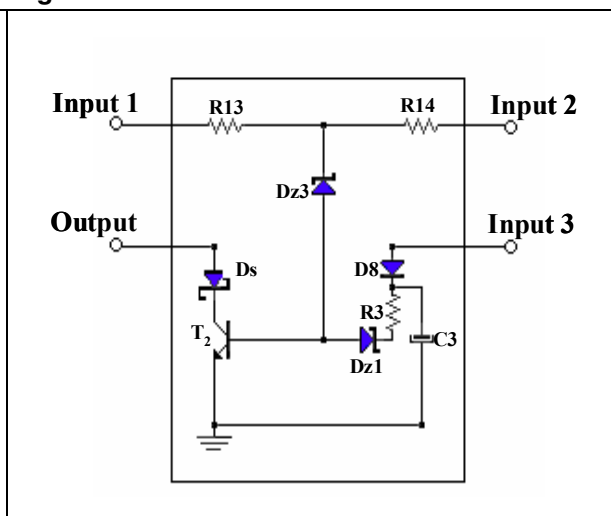 Input 1
R13
R14
Input 2
Dz3
Output
Input 3
Ds
D8
R3
T2
C3
Dz1